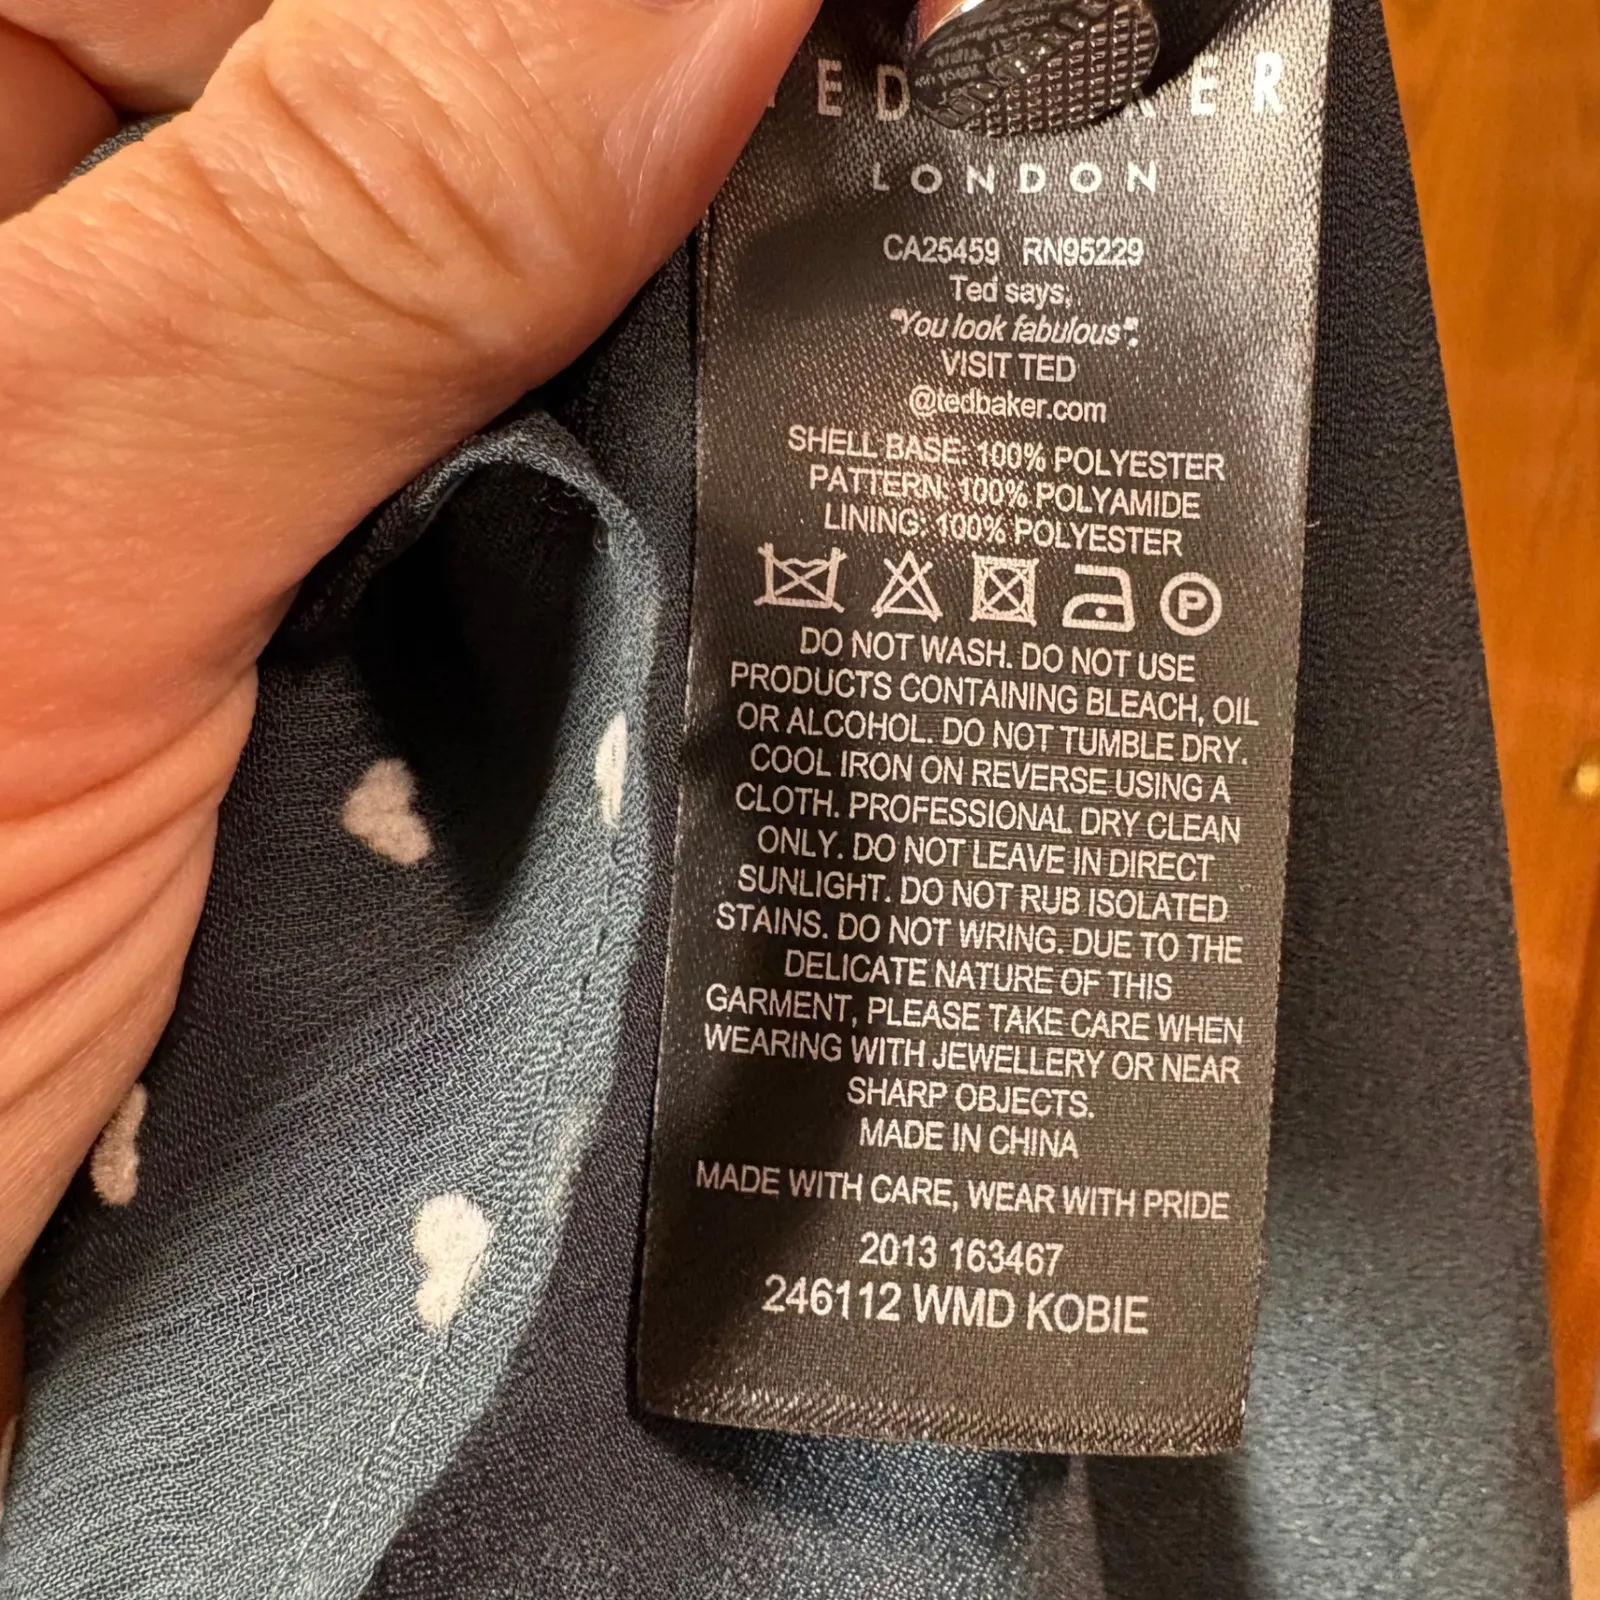 LONDON
CA25459 RN95229
Ted says,
"You look fabulous".
VISIT TED
@tedbaker.com
SHELL BASE: 100% POLYESTER
PATTERN: 100% POLYAMIDE
LINING: 100% POLYESTER
P
DO NOT WASH. DO NOT USE
PRODUCTS CONTAINING BLEACH, OIL
OR ALCOHOL. DO NOT TUMBLE DRY.
COOL IRON ON REVERSE USING A
CLOTH. PROFESSIONAL DRY CLEAN
ONLY. DO NOT LEAVE IN DIRECT
SUNLIGHT. DO NOT RUB ISOLATED
STAINS. DO NOT WRING. DUE TO THE
DELICATE NATURE OF THIS
GARMENT, PLEASE TAKE CARE WHEN
WEARING WITH JEWELLERY OR NEAR
SHARP OBJECTS.
MADE IN CHINA
MADE WITH CARE, WEAR WITH PRIDE
2013 163467
246112 WMD KOBIE